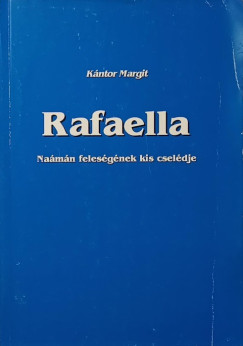 Kántor Margit
Rafaella
Naámán feleségének kis cselédje